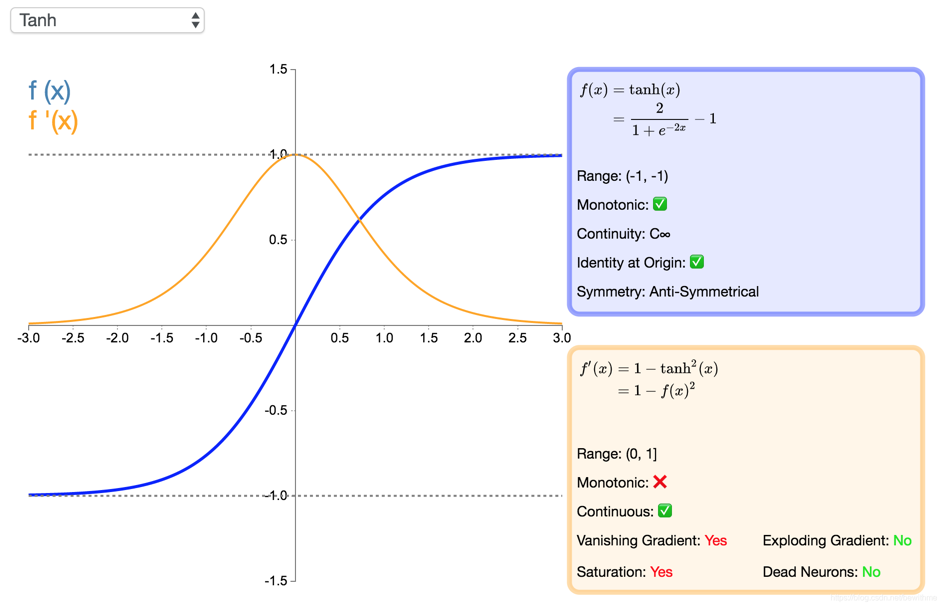 Tanh
f (x)
f '(x)
1.5
1.0
0.5
-3.0 -2.5 -2.0 -1.5 -1.0 -0.5 0.5 1.0 1.5 2.0 2.5 3.0
-0.5
-1.0
-1.5
f(x) = tanh(x)
= 2 / (1 + e^{-2x}) - 1
Range: (-1, -1)
Monotonic: ✅
Continuity: C∞
Identity at Origin: ✅
Symmetry: Anti-Symmetrical
f′(x) = 1 − tanh²(x)
= 1 − f(x)²
Range: (0, 1]
Monotonic: ❌
Continuous: ✅
Vanishing Gradient: Yes Exploding Gradient: No
Saturation: Yes Dead Neurons: No